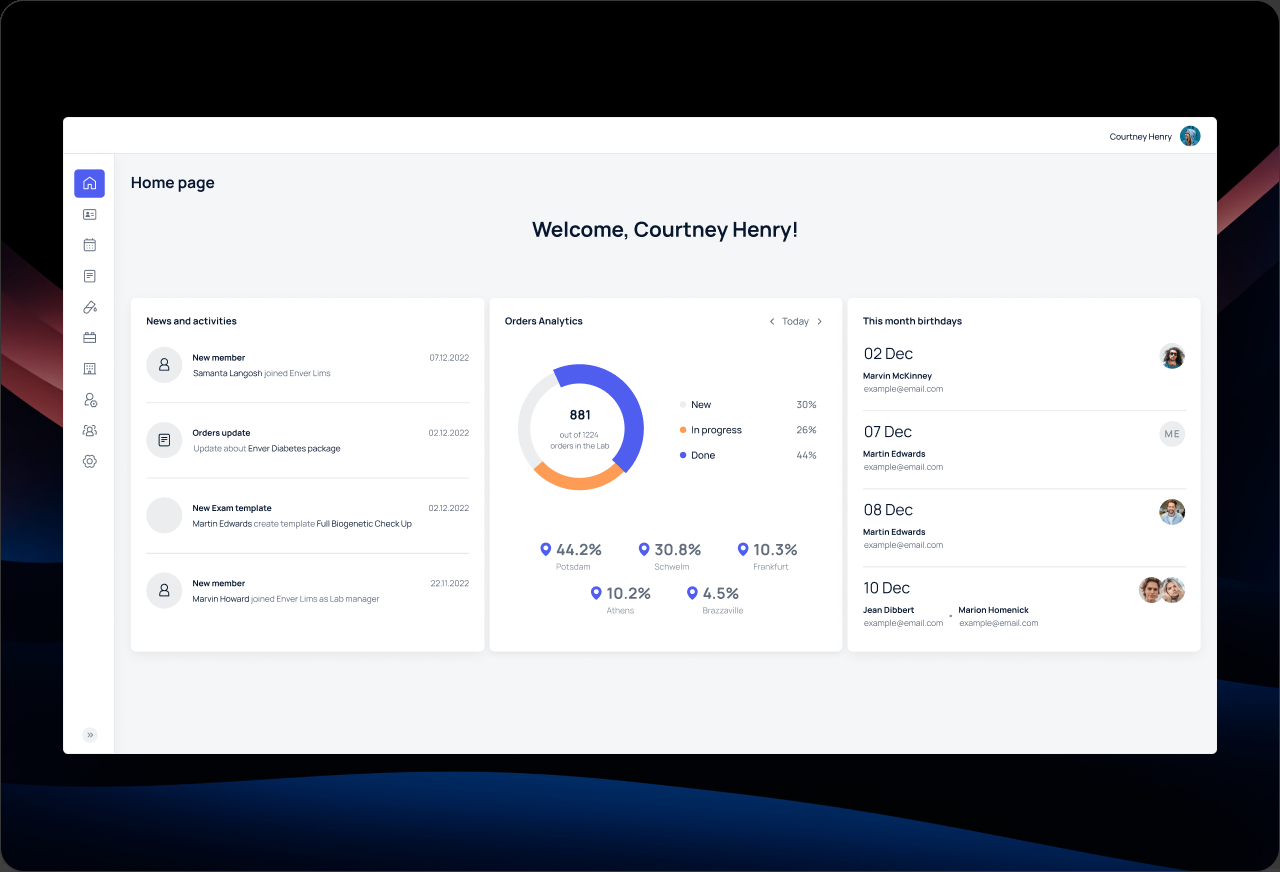 Courtney Henry
Home page
Welcome, Courtney Henry!
News and activities
New member
07.12.2022
Samanta Langosh joined Enver Lims
Orders update
02.12.2022
Update about Enver Diabetes package
New Exam template
02.12.2022
Martin Edwards create template Full Biogenetic Check Up
New member
22.11.2022
Marvin Howard joined Enver Lims as Lab manager
Orders Analytics
Today
881
out of 1224
orders in the Lab
New 30%
In progress 26%
Done 44%
44.2%
Potsdam
30.8%
Schwelm
10.3%
Frankfurt
10.2%
Athens
4.5%
Brazzaville
This month birthdays
02 Dec
Marvin McKinney
example@email.com
07 Dec
ME
Martin Edwards
example@email.com
08 Dec
Martin Edwards
example@email.com
10 Dec
Jean Dibbert • Marion Homenick
example@email.com example@email.com